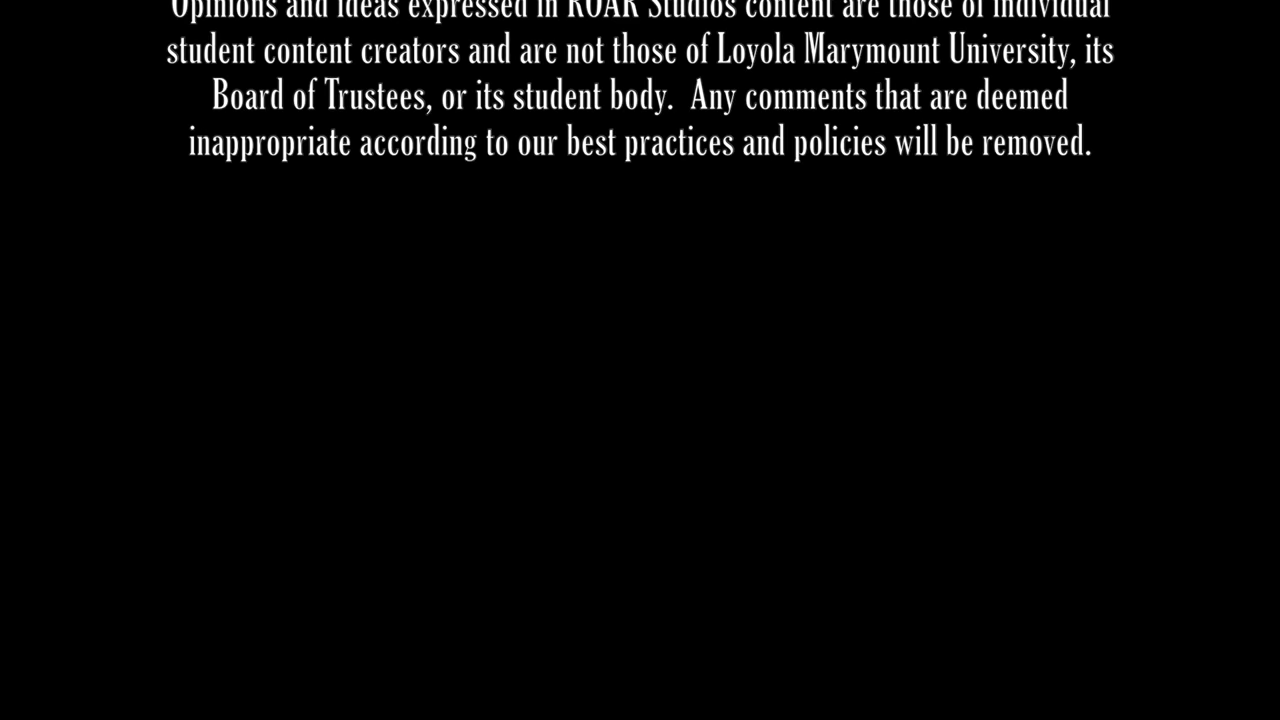 Opinions and ideas expressed in ROAR Studios content are those of individual
student content creators and are not those of Loyola Marymount University, its
Board of Trustees, or its student body.  Any comments that are deemed
inappropriate according to our best practices and policies will be removed.